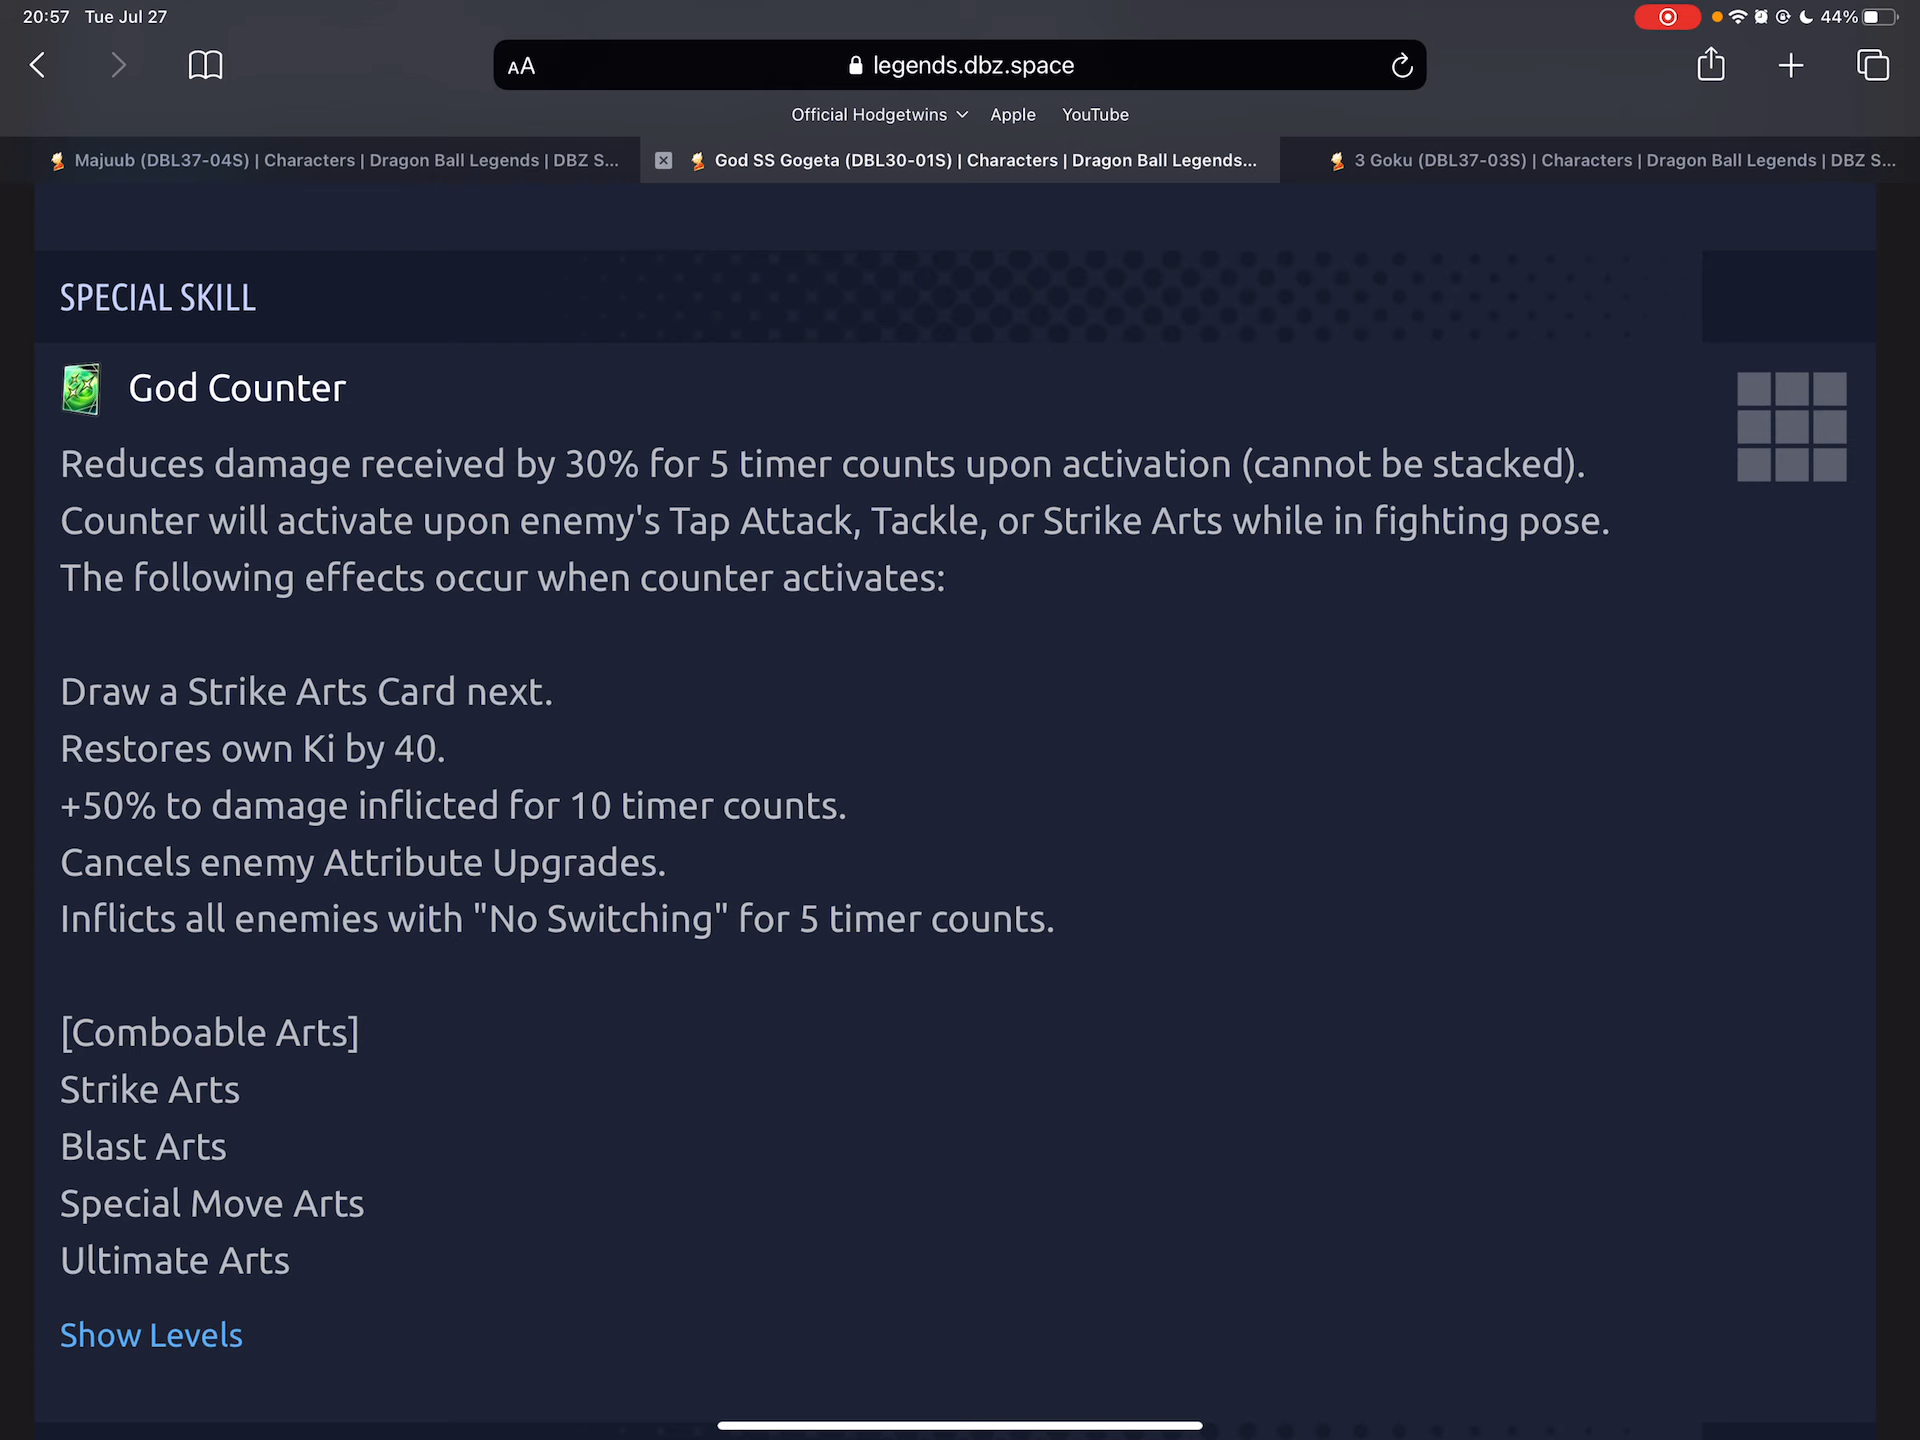 20:57 Tue Jul 27
44%
AA legends.dbz.space
Official Hodgetwins Apple YouTube
Majuub (DBL37-04S) | Characters | Dragon Ball Legends | DBZ S...
God SS Gogeta (DBL30-01S) | Characters | Dragon Ball Legends...
3 Goku (DBL37-03S) | Characters | Dragon Ball Legends | DBZ S...
SPECIAL SKILL
God Counter
Reduces damage received by 30% for 5 timer counts upon activation (cannot be stacked).
Counter will activate upon enemy's Tap Attack, Tackle, or Strike Arts while in fighting pose.
The following effects occur when counter activates:
Draw a Strike Arts Card next.
Restores own Ki by 40.
+50% to damage inflicted for 10 timer counts.
Cancels enemy Attribute Upgrades.
Inflicts all enemies with "No Switching" for 5 timer counts.
[Comboable Arts]
Strike Arts
Blast Arts
Special Move Arts
Ultimate Arts
Show Levels